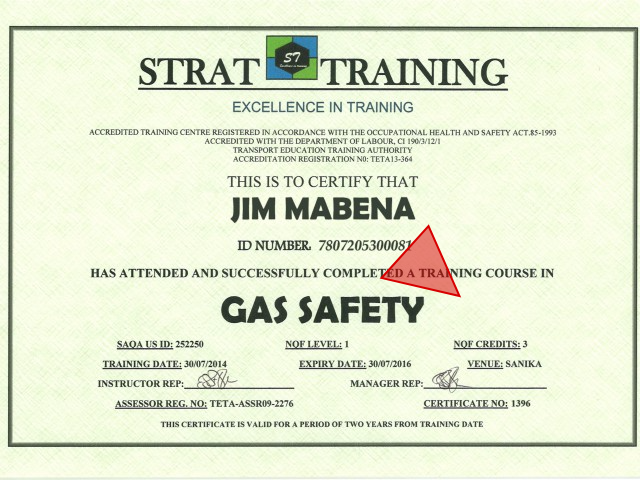 STRAT ST TRAINING
EXCELLENCE IN TRAINING
ACCREDITED TRAINING CENTRE REGISTERED IN ACCORDANCE WITH THE OCCUPATIONAL HEALTH AND SAFETY ACT.85-1993
ACCREDITED WITH THE DEPARTMENT OF LABOUR, CI 190/3/12/1
TRANSPORT EDUCATION TRAINING AUTHORITY
ACCREDITATION REGISTRATION N0: TETA13-364
THIS IS TO CERTIFY THAT
JIM MABENA
ID NUMBER: 7807205300081
HAS ATTENDED AND SUCCESSFULLY COMPLETED A TRAINING COURSE IN
GAS SAFETY
SAQA US ID: 252250 NQF LEVEL: 1 NQF CREDITS: 3
TRAINING DATE: 30/07/2014 EXPIRY DATE: 30/07/2016 VENUE: SANIKA
INSTRUCTOR REP: MANAGER REP:
ASSESSOR REG. NO: TETA-ASSR09-2276 CERTIFICATE NO: 1396
THIS CERTIFICATE IS VALID FOR A PERIOD OF TWO YEARS FROM TRAINING DATE